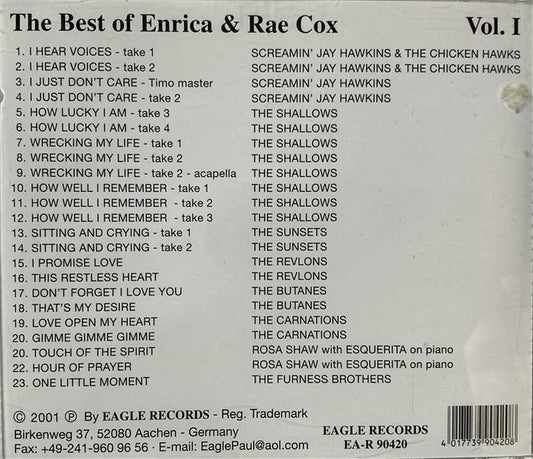 The Best of Enrica & Rae Cox Vol. I
1. I HEAR VOICES - take 1 SCREAMIN' JAY HAWKINS & THE CHICKEN HAWKS
2. I HEAR VOICES - take 2 SCREAMIN' JAY HAWKINS & THE CHICKEN HAWKS
3. I JUST DON'T CARE - Timo master SCREAMIN' JAY HAWKINS
4. I JUST DON'T CARE - take 2 SCREAMIN' JAY HAWKINS
5. HOW LUCKY I AM - take 3 THE SHALLOWS
6. HOW LUCKY I AM - take 4 THE SHALLOWS
7. WRECKING MY LIFE - take 1 THE SHALLOWS
8. WRECKING MY LIFE - take 2 THE SHALLOWS
9. WRECKING MY LIFE - take 2 - acapella THE SHALLOWS
10. HOW WELL I REMEMBER - take 1 THE SHALLOWS
11. HOW WELL I REMEMBER - take 2 THE SHALLOWS
12. HOW WELL I REMEMBER - take 3 THE SHALLOWS
13. SITTING AND CRYING - take 1 THE SUNSETS
14. SITTING AND CRYING - take 2 THE SUNSETS
15. I PROMISE LOVE THE REVLONS
16. THIS RESTLESS HEART THE REVLONS
17. DON'T FORGET I LOVE YOU THE BUTANES
18. THAT'S MY DESIRE THE BUTANES
19. LOVE OPEN MY HEART THE CARNATIONS
20. GIMME GIMME GIMME THE CARNATIONS
20. TOUCH OF THE SPIRIT ROSA SHAW with ESQUERITA on piano
22. HOUR OF PRAYER ROSA SHAW with ESQUERITA on piano
23. ONE LITTLE MOMENT THE FURNESS BROTHERS
© 2001 ℗ By EAGLE RECORDS - Reg. Trademark
Birkenweg 37, 52080 Aachen - Germany
Fax: +49-241-960 96 56 · E-mail: EaglePaul@aol.com
EAGLE RECORDS
EA-R 90420
4 017739 904208